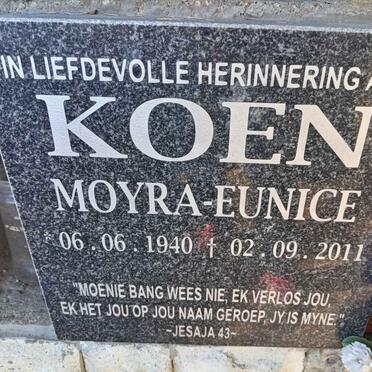 IN LIEFDEVOLLE HERINNERING A
KOEN
MOYRA-EUNICE
* 06.06.1940 † 02.09.2011
"MOENIE BANG WEES NIE, EK VERLOS JOU,
EK HET JOU OP JOU NAAM GEROEP, JY IS MYNE."
~JESAJA 43~